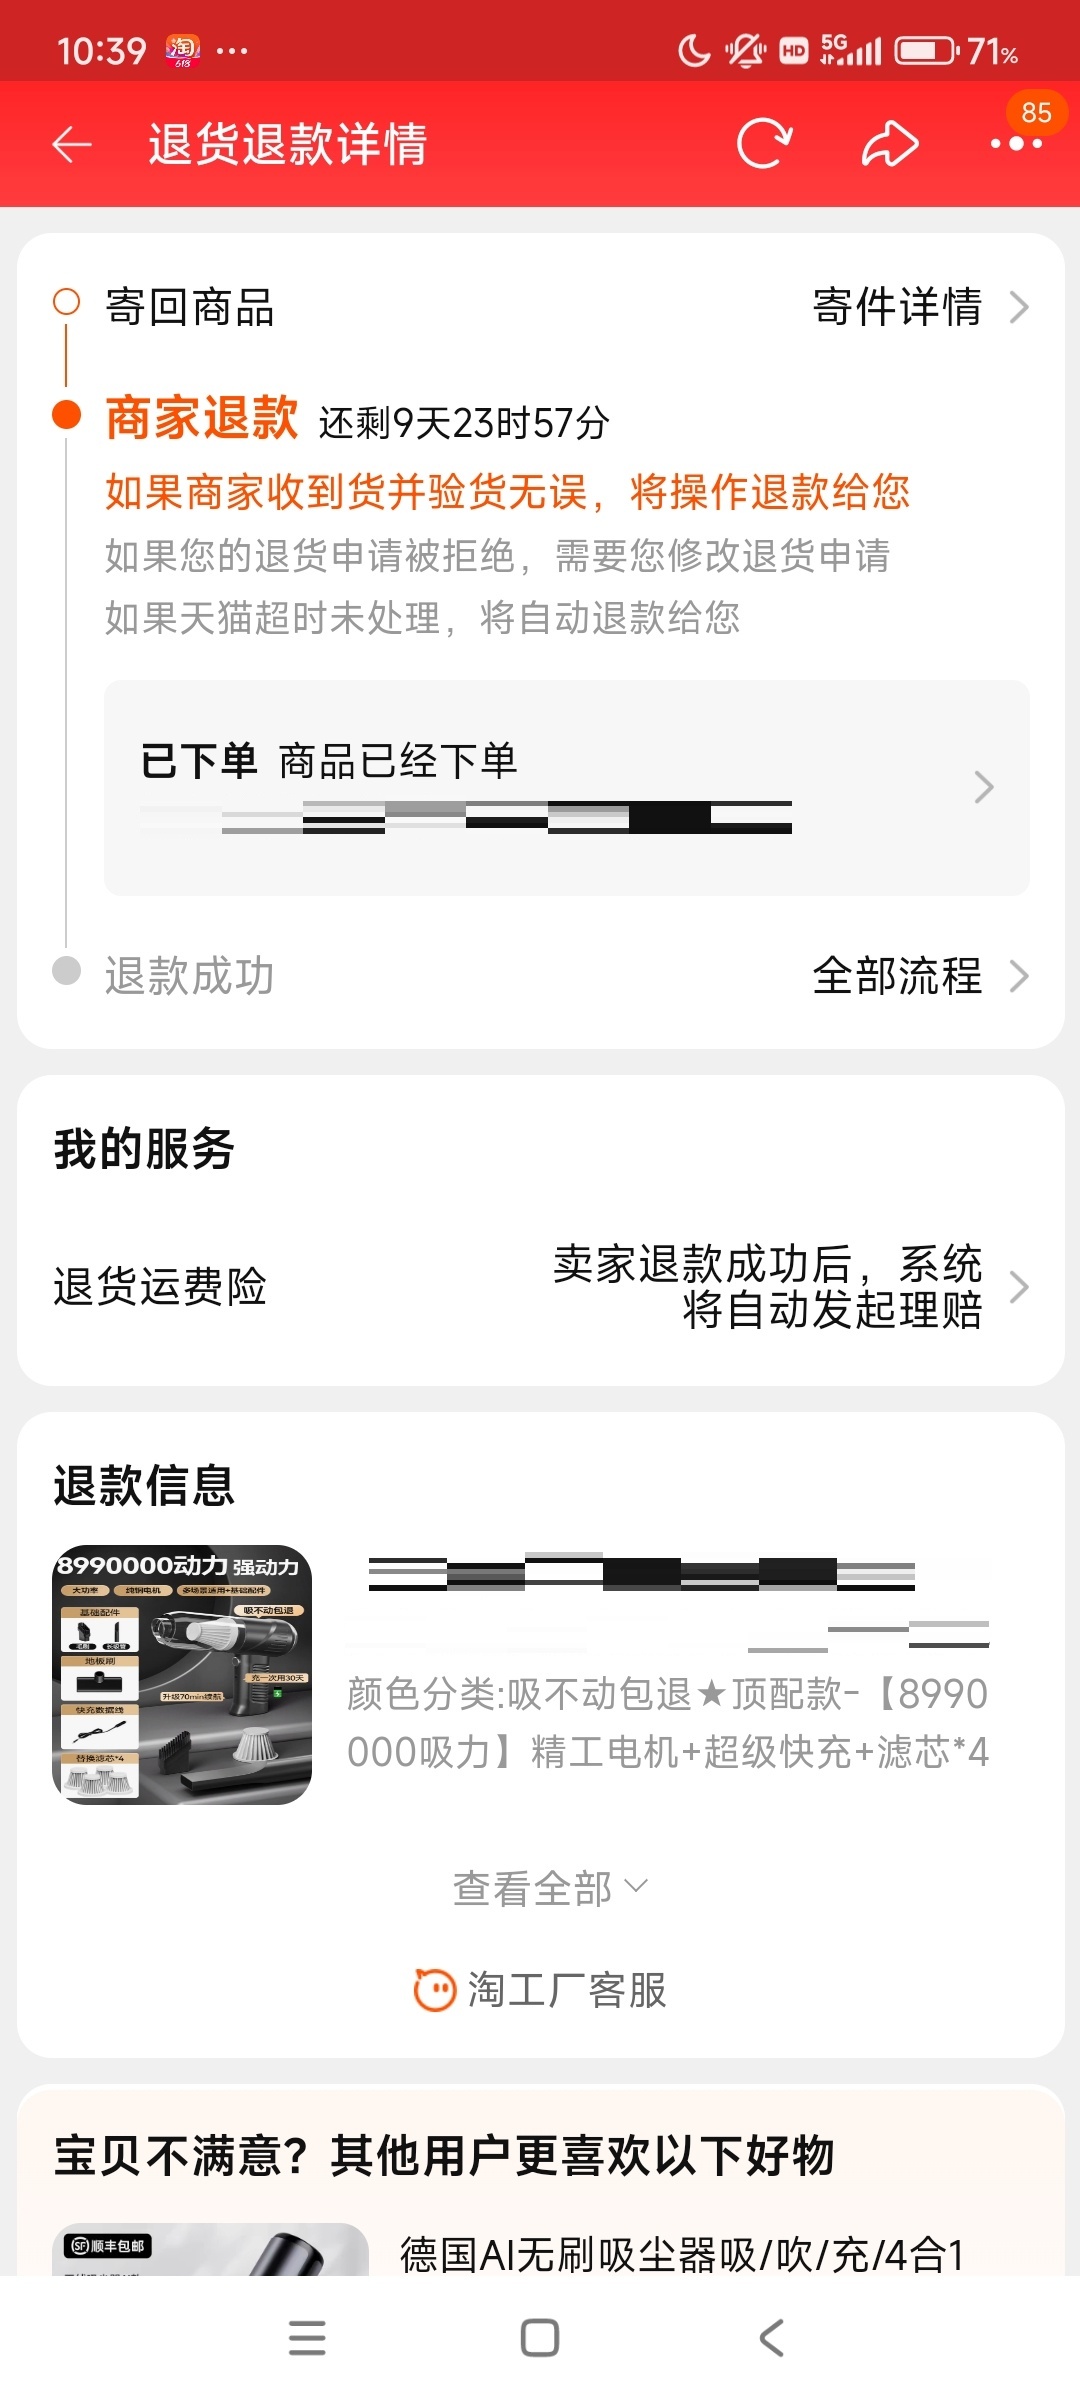 10:39
淘
618
HD
5G
71%
退货退款详情
85
寄回商品
寄件详情
商家退款 还剩9天23时57分
如果商家收到货并验货无误，将操作退款给您
如果您的退货申请被拒绝，需要您修改退货申请
如果天猫超时未处理，将自动退款给您
已下单 商品已经下单
退款成功
全部流程
我的服务
退货运费险
卖家退款成功后，系统
将自动发起理赔
退款信息
8990000动力 强动力
大功率 纯铜电机 多场景适用+基础配件
基础配件
吸不动包退
毛刷 长吸管
地板刷
充一次用30天
升级70min续航
快充数据线
替换滤芯*4
颜色分类:吸不动包退★顶配款-【8990
000吸力】精工电机+超级快充+滤芯*4
查看全部
淘工厂客服
宝贝不满意？其他用户更喜欢以下好物
SF 顺丰包邮
德国AI无刷吸尘器吸/吹/充/4合1